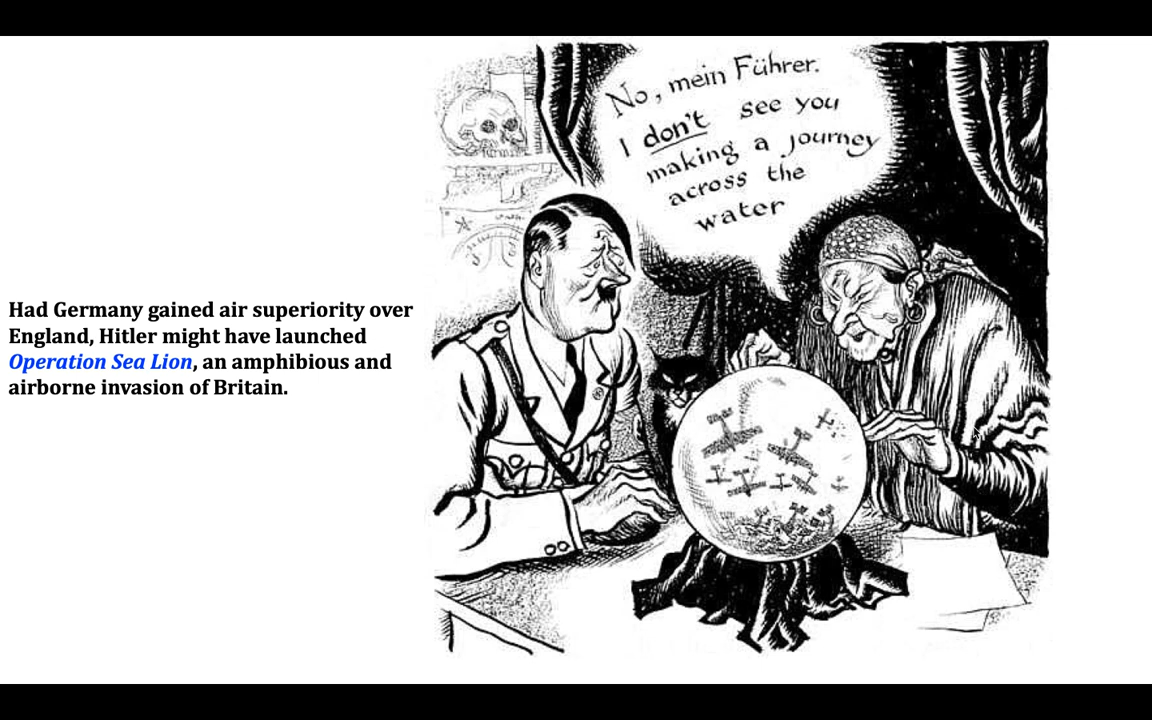 Had Germany gained air superiority over
England, Hitler might have launched
Operation Sea Lion, an amphibious and
airborne invasion of Britain.
No, mein Führer.
I don't see you
making a journey
across the
water